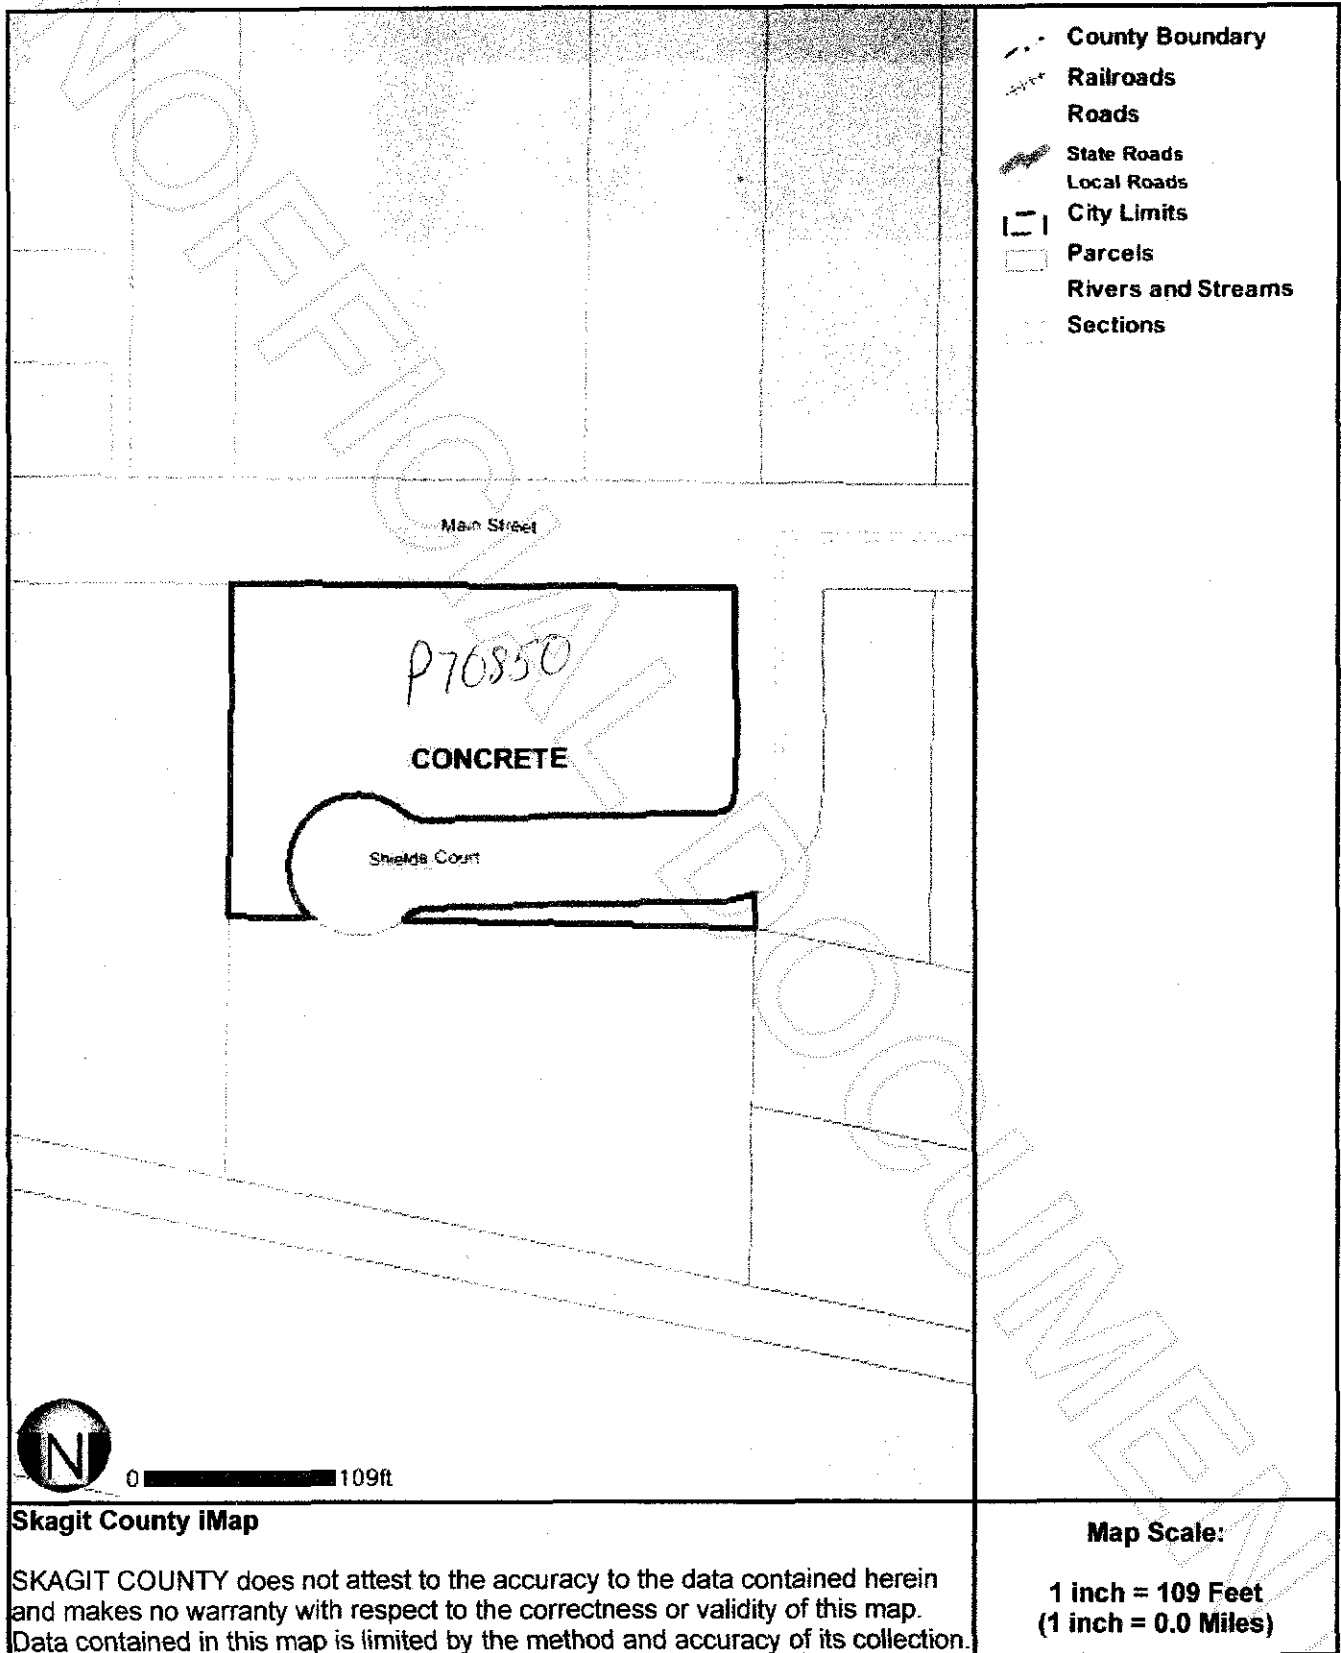 County Boundary
Railroads
Roads
State Roads
Local Roads
City Limits
Parcels
Rivers and Streams
Sections
Main Street
P70850
CONCRETE
Shields Court
UNOFFICIAL DOCUMEN
N
0 109ft
Skagit County iMap
SKAGIT COUNTY does not attest to the accuracy to the data contained herein
and makes no warranty with respect to the correctness or validity of this map.
Data contained in this map is limited by the method and accuracy of its collection.
Map Scale:
1 inch = 109 Feet
(1 inch = 0.0 Miles)